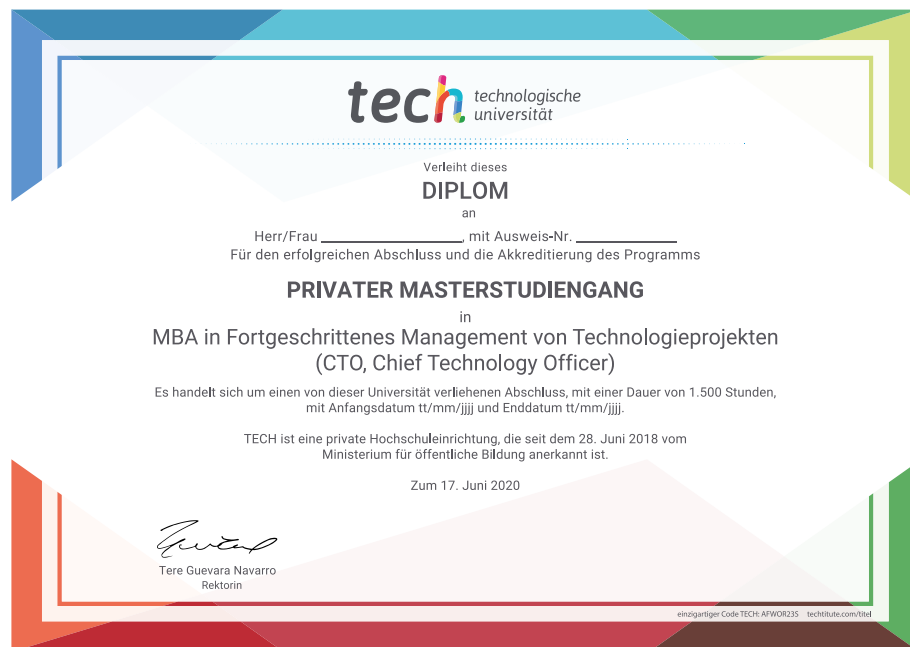 tech technologische
universität
Verleiht dieses
DIPLOM
an
Herr/Frau ____________________, mit Ausweis-Nr. ______________
Für den erfolgreichen Abschluss und die Akkreditierung des Programms
PRIVATER MASTERSTUDIENGANG
in
MBA in Fortgeschrittenes Management von Technologieprojekten
(CTO, Chief Technology Officer)
Es handelt sich um einen von dieser Universität verliehenen Abschluss, mit einer Dauer von 1.500 Stunden,
mit Anfangsdatum tt/mm/jjjj und Enddatum tt/mm/jjjj.
TECH ist eine private Hochschuleinrichtung, die seit dem 28. Juni 2018 vom
Ministerium für öffentliche Bildung anerkannt ist.
Zum 17. Juni 2020
Tere Guevara Navarro
Rektorin
einzigartiger Code TECH: AFWOR23S techtitute.com/titel